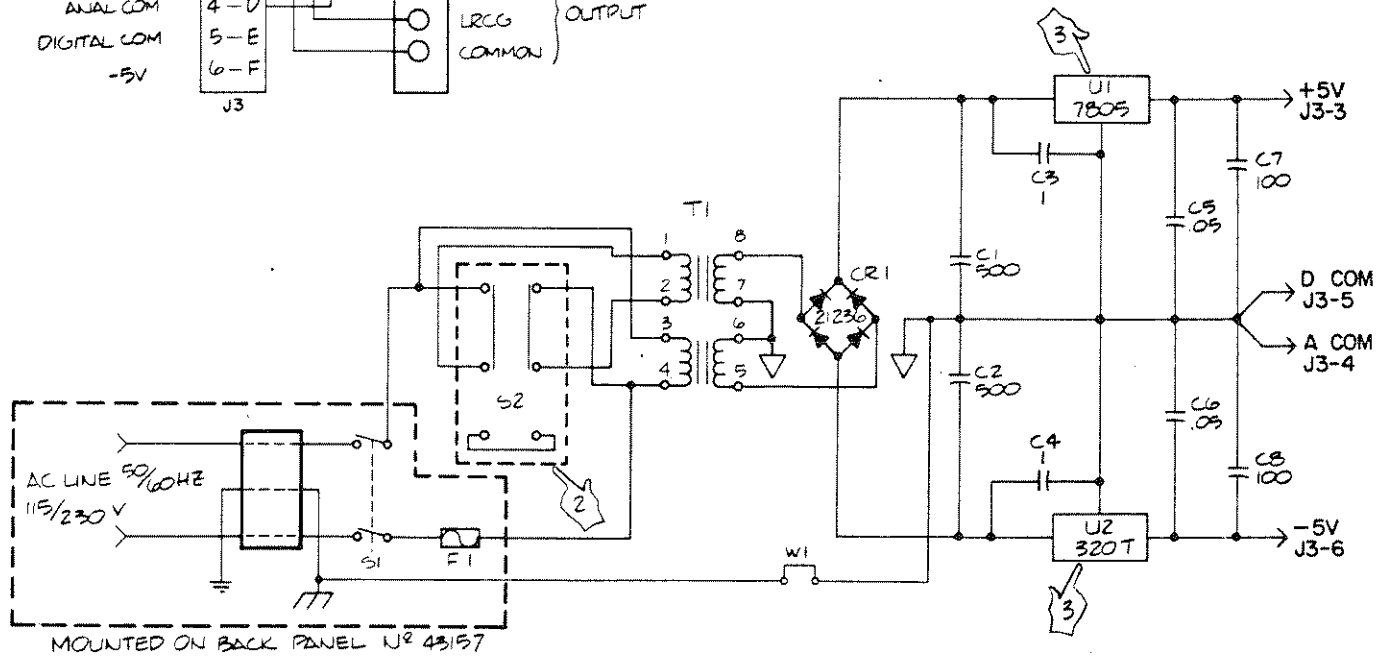 ANAL COM
4-D
LRCG
OUTPUT
DIGITAL COM
5-E
COMMON
-5V
6-F
J3
3
U1
7805
+5V
J3-3
C3
1
C7
100
T1
C5
.05
1
8
C1
500
CR1
2
7
21236
D COM
J3-5
3
6
A COM
J3-4
4
5
C2
500
S2
C6
.05
C4
1
C8
100
AC LINE 50/60HZ
115/230 V
2
U2
320T
-5V
J3-6
S1
F1
W1
3
MOUNTED ON BACK PANEL Nº 43157